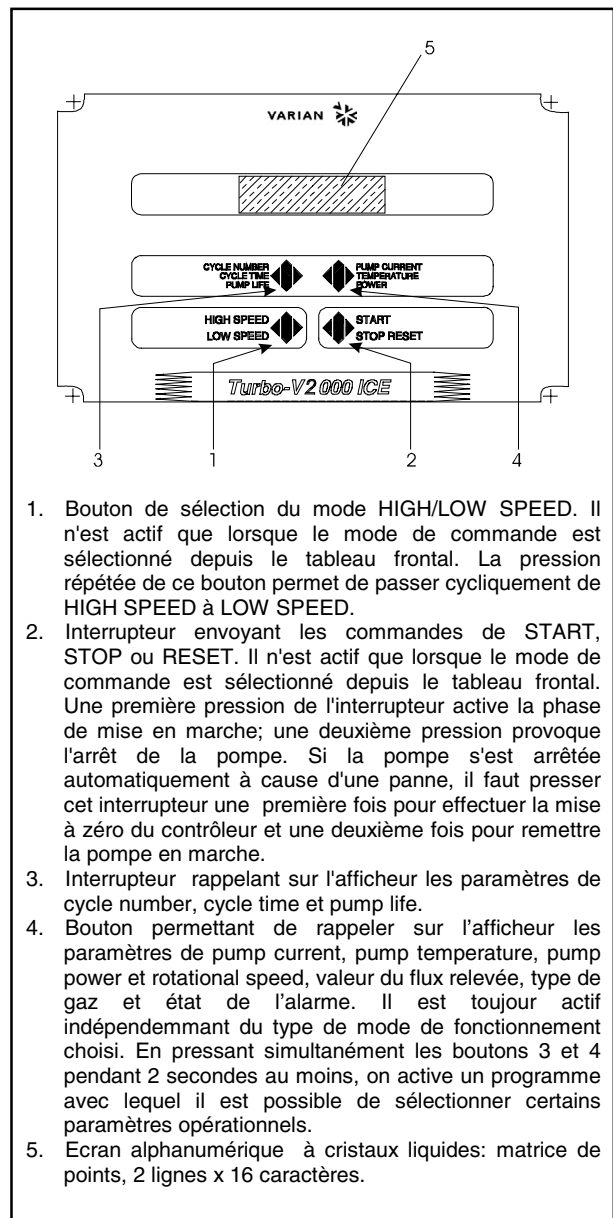 5
VARIAN
CYCLE NUMBER
CYCLE TIME
PUMP LIFE
PUMP CURRENT
TEMPERATURE
POWER
HIGH SPEED
LOW SPEED
START
STOP RESET
Turbo-V2000 ICE
3 1 2 4
1. Bouton de sélection du mode HIGH/LOW SPEED. Il
n'est actif que lorsque le mode de commande est
sélectionné depuis le tableau frontal. La pression
répétée de ce bouton permet de passer cycliquement de
HIGH SPEED à LOW SPEED.
2. Interrupteur envoyant les commandes de START,
STOP ou RESET. Il n'est actif que lorsque le mode de
commande est sélectionné depuis le tableau frontal.
Une première pression de l'interrupteur active la phase
de mise en marche; une deuxième pression provoque
l'arrêt de la pompe. Si la pompe s'est arrêtée
automatiquement à cause d'une panne, il faut presser
cet interrupteur une première fois pour effectuer la mise
à zéro du contrôleur et une deuxième fois pour remettre
la pompe en marche.
3. Interrupteur rappelant sur l'afficheur les paramètres de
cycle number, cycle time et pump life.
4. Bouton permettant de rappeler sur l’afficheur les
paramètres de pump current, pump temperature, pump
power et rotational speed, valeur du flux relevée, type de
gaz et état de l’alarme. Il est toujour actif
indépendemmant du type de mode de fonctionnement
choisi. En pressant simultanément les boutons 3 et 4
pendant 2 secondes au moins, on active un programme
avec lequel il est possible de sélectionner certains
paramètres opérationnels.
5. Ecran alphanumérique à cristaux liquides: matrice de
points, 2 lignes x 16 caractères.